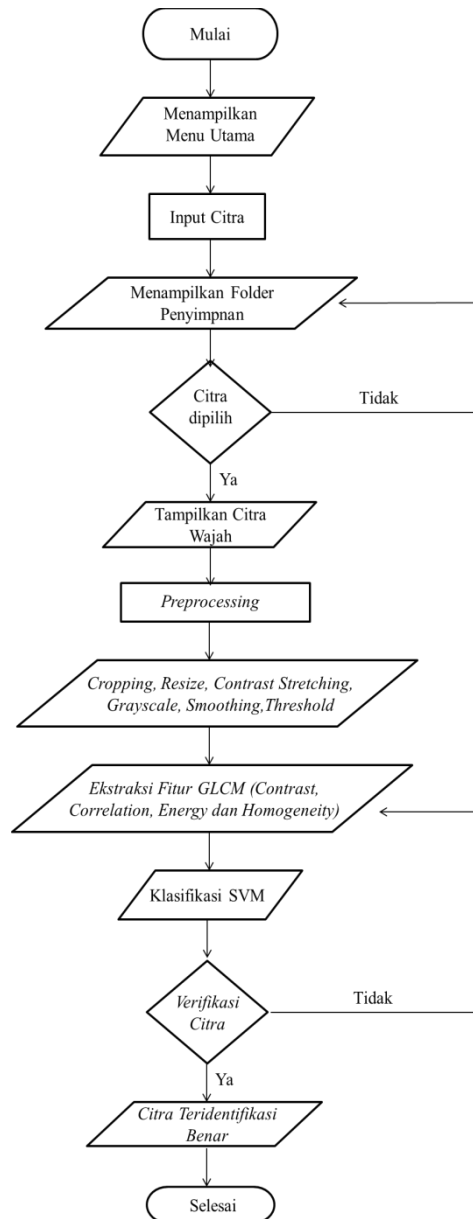 Mulai
Menampilkan
Menu Utama
Input Citra
Menampilkan Folder
Penyimpnan
Citra
dipilih
Tidak
Ya
Tampilkan Citra
Wajah
Preprocessing
Cropping, Resize, Contrast Stretching,
Grayscale, Smoothing,Threshold
Ekstraksi Fitur GLCM (Contrast,
Correlation, Energy dan Homogeneity)
Klasifikasi SVM
Verifikasi
Citra
Tidak
Ya
Citra Teridentifikasi
Benar
Selesai